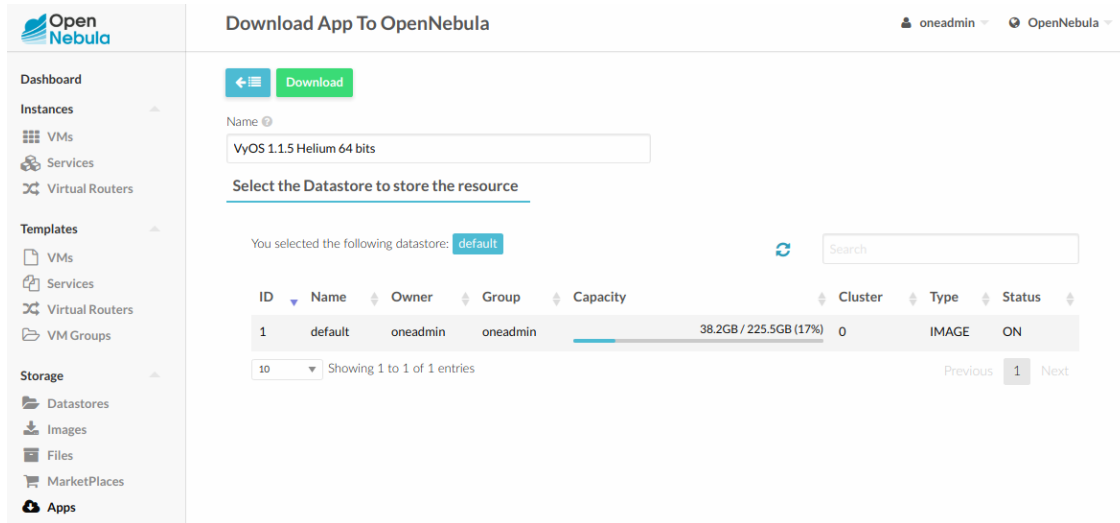 Open
Nebula
Download App To OpenNebula
oneadmin
OpenNebula
Dashboard
Instances
VMs
Services
Virtual Routers
Templates
VMs
Services
Virtual Routers
VM Groups
Storage
Datastores
Images
Files
MarketPlaces
Apps
Download
Name
VyOS 1.1.5 Helium 64 bits
Select the Datastore to store the resource
You selected the following datastore: default
Search
ID Name Owner Group Capacity Cluster Type Status
1 default oneadmin oneadmin 38.2GB / 225.5GB (17%) 0 IMAGE ON
10 Showing 1 to 1 of 1 entries
Previous 1 Next